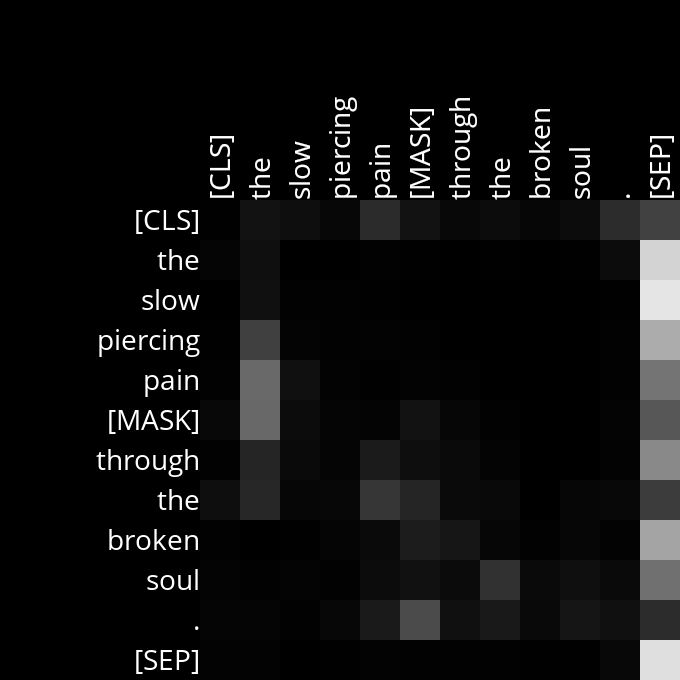 [CLS] the slow piercing pain [MASK] through the broken soul . [SEP]
[CLS]
the
slow
piercing
pain
[MASK]
through
the
broken
soul
.
[SEP]